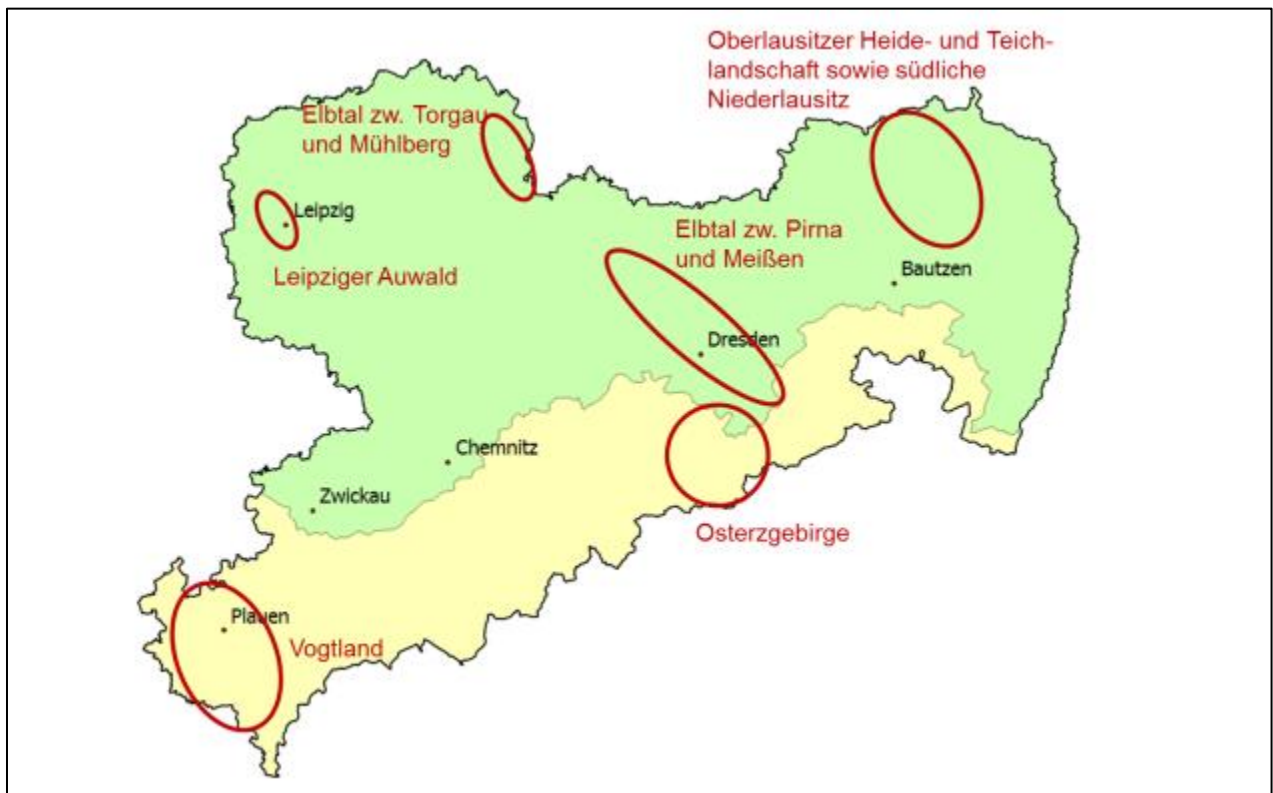 Oberlausitzer Heide- und Teich-
landschaft sowie südliche
Niederlausitz
Elbtal zw. Torgau
und Mühlberg
Leipzig
Leipziger Auwald
Elbtal zw. Pirna
und Meißen
Bautzen
Dresden
Chemnitz
Zwickau
Osterzgebirge
Plauen
Vogtland